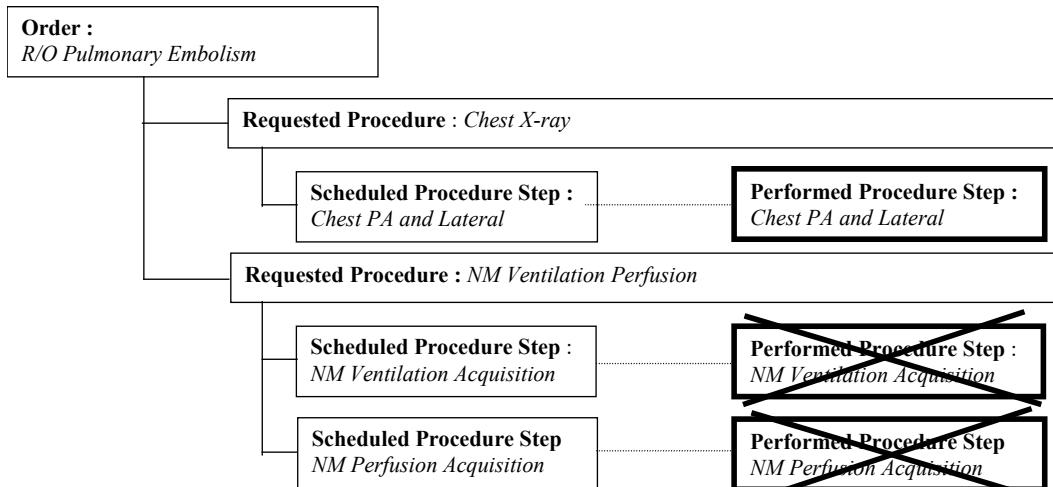 Order :
R/O Pulmonary Embolism
Requested Procedure : Chest X-ray
Scheduled Procedure Step :
Chest PA and Lateral
Performed Procedure Step :
Chest PA and Lateral
Requested Procedure : NM Ventilation Perfusion
Scheduled Procedure Step :
NM Ventilation Acquisition
Performed Procedure Step :
NM Ventilation Acquisition
Scheduled Procedure Step
NM Perfusion Acquisition
Performed Procedure Step
NM Perfusion Acquisition